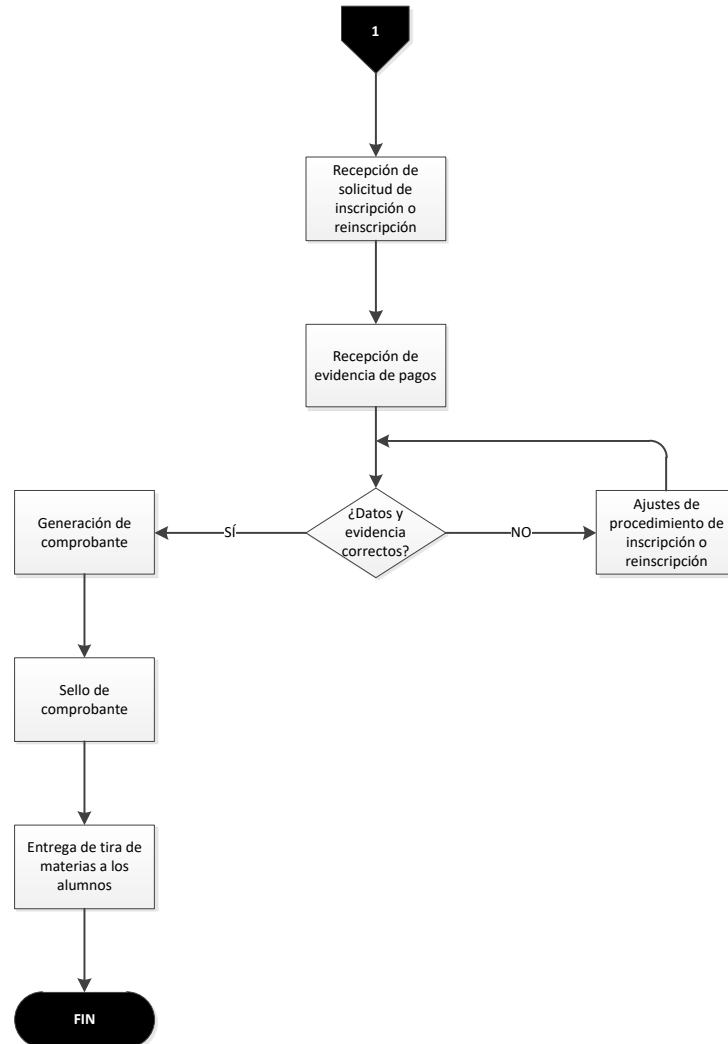 1
Recepción de
solicitud de
inscripción o
reinscripción
Recepción de
evidencia de pagos
¿Datos y
evidencia
correctos?
SÍ
NO
Generación de
comprobante
Ajustes de
procedimiento de
inscripción o
reinscripción
Sello de
comprobante
Entrega de tira de
materias a los
alumnos
FIN